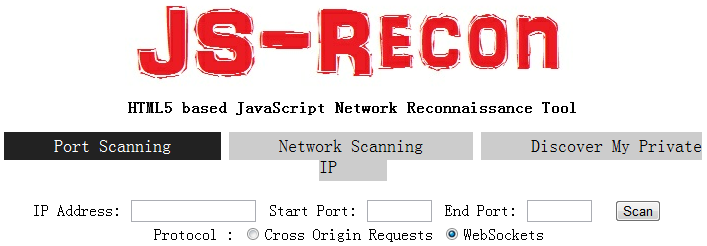 JS-Recon
HTML5 based JavaScript Network Reconnaissance Tool
Port Scanning Network Scanning Discover My Private
IP
IP Address: Start Port: End Port: Scan
Protocol : Cross Origin Requests WebSockets